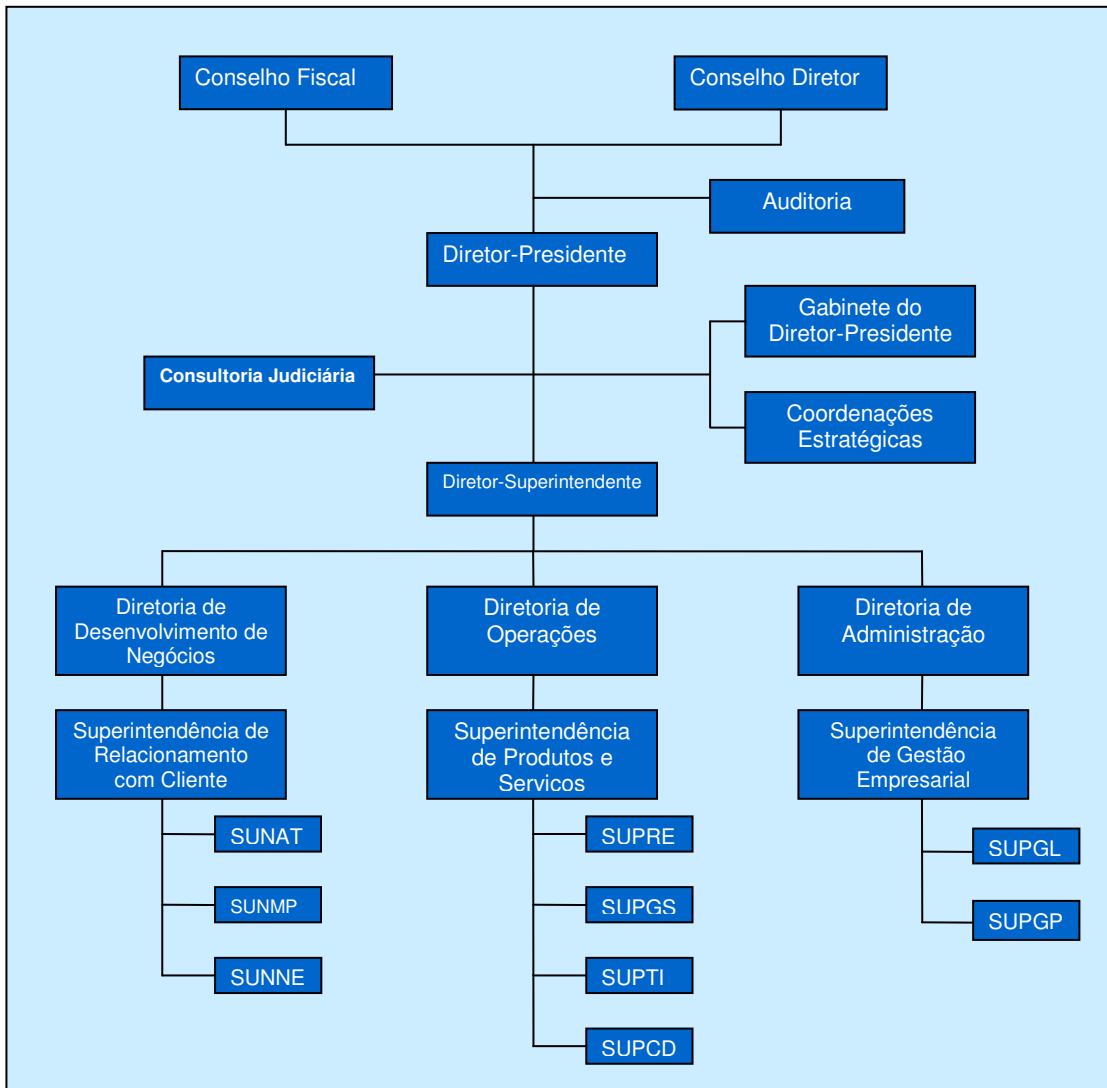 Conselho Fiscal
Conselho Diretor
Auditoria
Diretor-Presidente
Gabinete do
Diretor-Presidente
Consultoria Judiciária
Coordenações
Estratégicas
Diretor-Superintendente
Diretoria de
Desenvolvimento de
Negócios
Diretoria de
Operações
Diretoria de
Administração
Superintendência de
Relacionamento
com Cliente
Superintendência
de Produtos e
Servicos
Superintendência
de Gestão
Empresarial
SUNAT
SUNMP
SUNNE
SUPRE
SUPGS
SUPTI
SUPCD
SUPGL
SUPGP